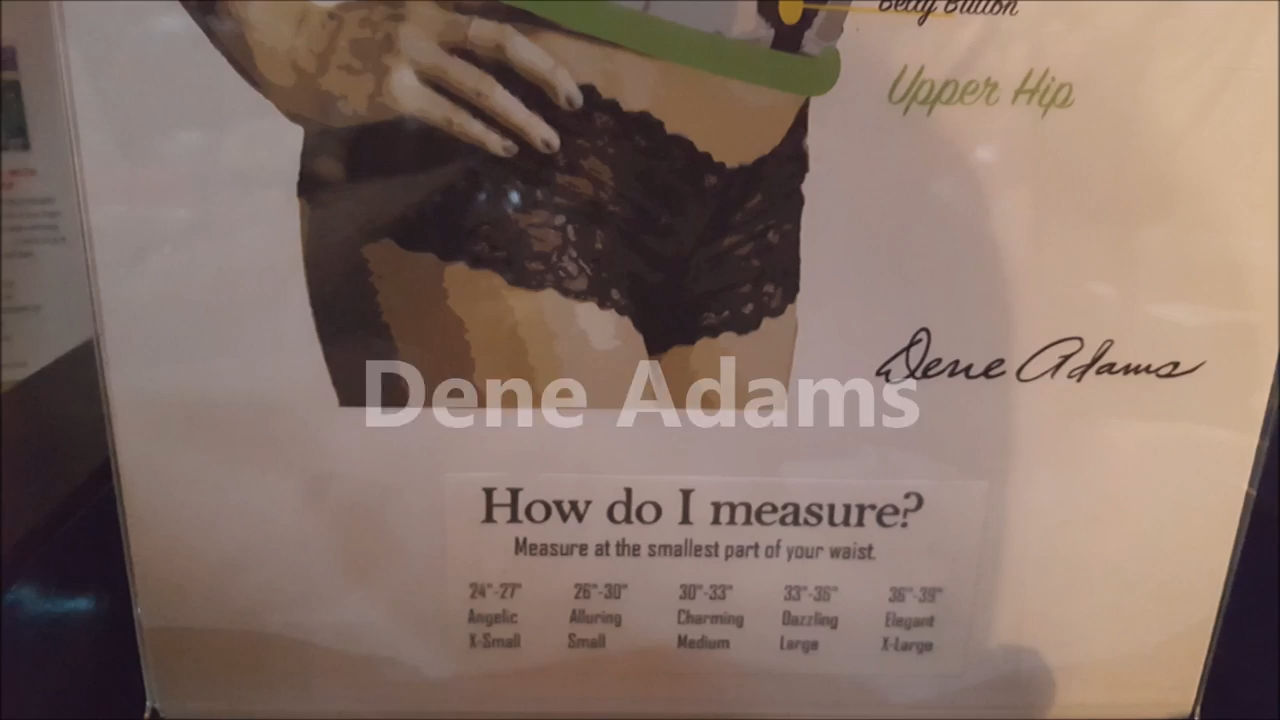 Belly Button
Upper Hip
Dene Adams
Dene Adams
How do I measure?
Measure at the smallest part of your waist.
24"-27" 26"-30" 30"-33" 33"-36" 36"-39"
Angelic Alluring Charming Dazzling Elegant
X-Small Small Medium Large X-Large